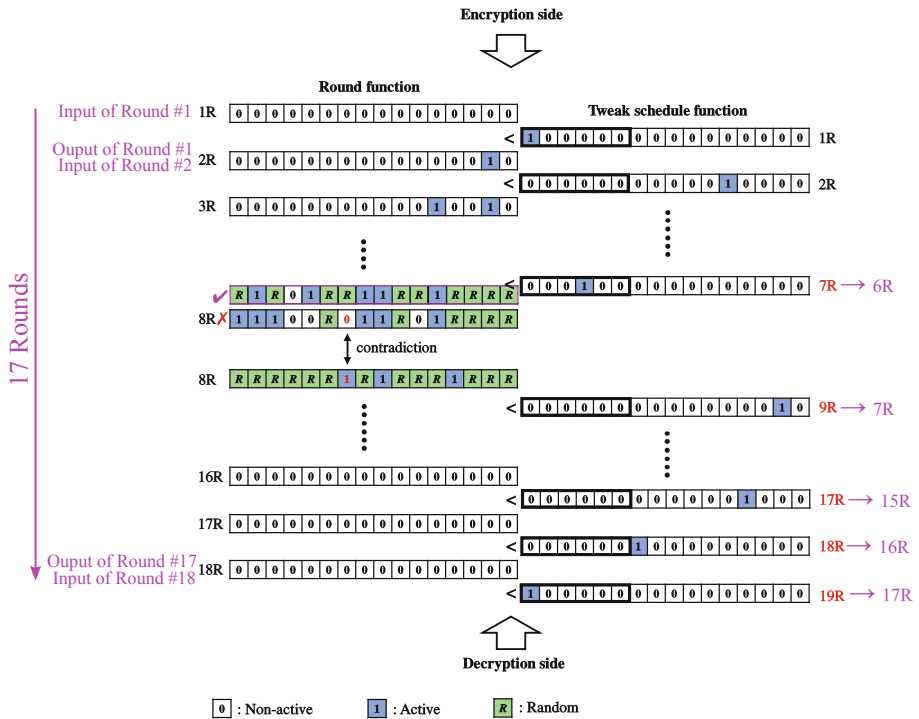 Encryption side
Round function
Tweak schedule function
17 Rounds
Input of Round #1 1R 0 0 0 0 0 0 0 0 0 0 0 0 0 0 0 0
< 1 0 0 0 0 0 0 0 0 0 0 0 0 0 0 0 1R
Ouput of Round #1
Input of Round #2 2R 0 0 0 0 0 0 0 0 0 0 0 0 0 0 1 0
< 0 0 0 0 0 0 0 0 0 0 0 1 0 0 0 0 2R
3R 0 0 0 0 0 0 0 0 0 0 0 1 0 0 1 0
✓ R 1 R 0 1 R R 1 1 R R 1 R R R R
< 0 0 0 1 0 0 0 0 0 0 0 0 0 0 0 0 7R → 6R
8R ✗ 1 1 1 0 0 R 0 1 1 R 0 1 R R R R
contradiction
8R R R R R R R 1 R 1 R R R 1 R R R
< 0 0 0 0 0 0 0 0 0 0 0 0 0 0 1 0 9R → 7R
16R 0 0 0 0 0 0 0 0 0 0 0 0 0 0 0 0
< 0 0 0 0 0 0 0 0 0 0 0 0 1 0 0 0 17R → 15R
17R 0 0 0 0 0 0 0 0 0 0 0 0 0 0 0 0
< 0 0 0 0 0 0 1 0 0 0 0 0 0 0 0 0 18R → 16R
Ouput of Round #17
Input of Round #18 18R 0 0 0 0 0 0 0 0 0 0 0 0 0 0 0 0
< 1 0 0 0 0 0 0 0 0 0 0 0 0 0 0 0 19R → 17R
Decryption side
0 : Non-active 1 : Active R : Random